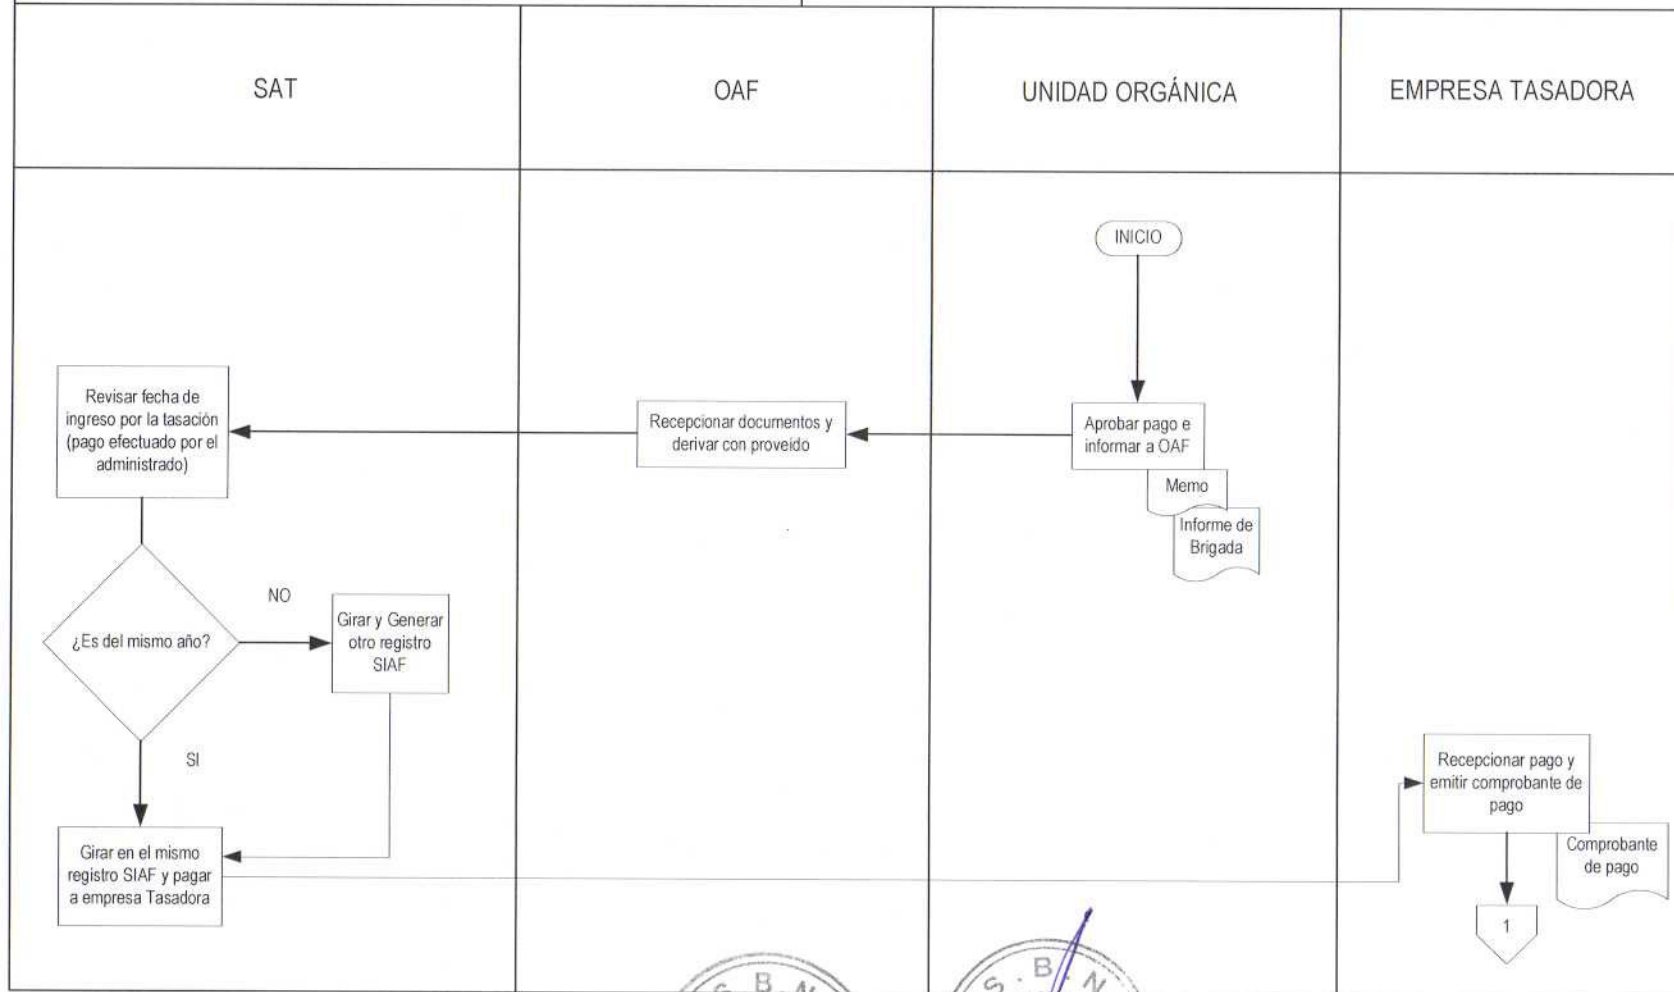 SAT
OAF
UNIDAD ORGÁNICA
EMPRESA TASADORA
INICIO
Aprobar pago e
informar a OAF
Memo
Informe de
Brigada
Recepcionar documentos y
derivar con proveido
Revisar fecha de
ingreso por la tasación
(pago efectuado por el
administrado)
¿Es del mismo año?
NO
Girar y Generar
otro registro
SIAF
SI
Girar en el mismo
registro SIAF y pagar
a empresa Tasadora
Recepcionar pago y
emitir comprobante de
pago
Comprobante
de pago
1
S. B. N
S. B. N